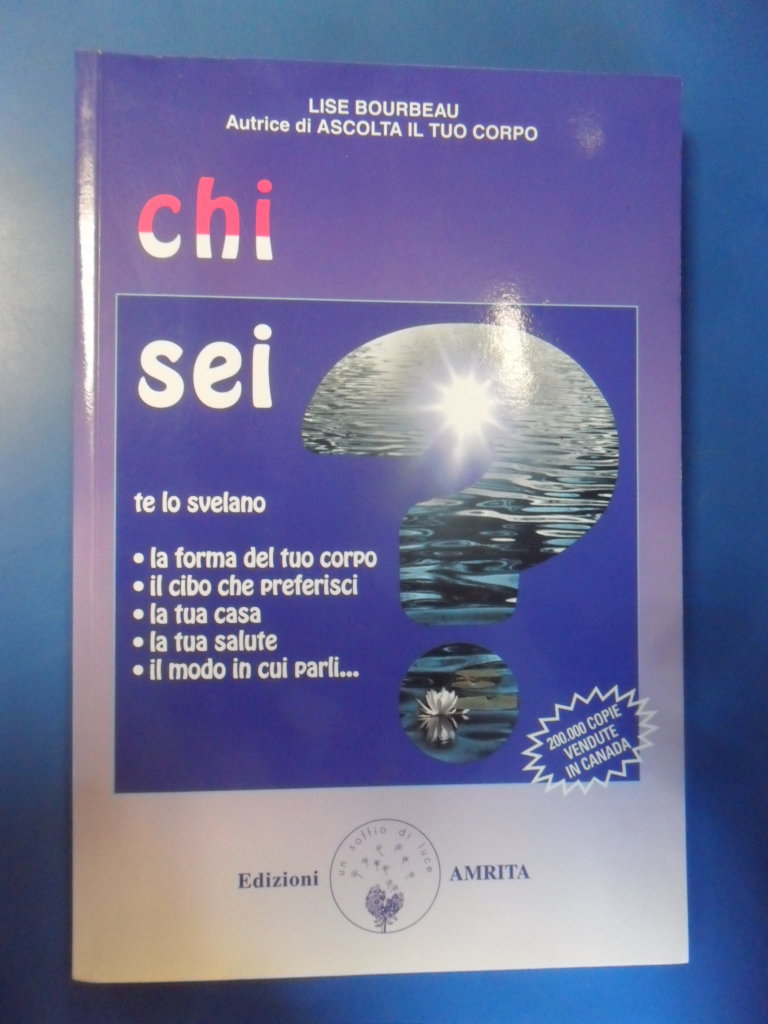 LISE BOURBEAU
Autrice di ASCOLTA IL TUO CORPO
chi
sei
?
te lo svelano
• la forma del tuo corpo
• il cibo che preferisci
• la tua casa
• la tua salute
• il modo in cui parli...
200.000 COPIE
VENDUTE
IN CANADA
un soffio di luce
Edizioni AMRITA